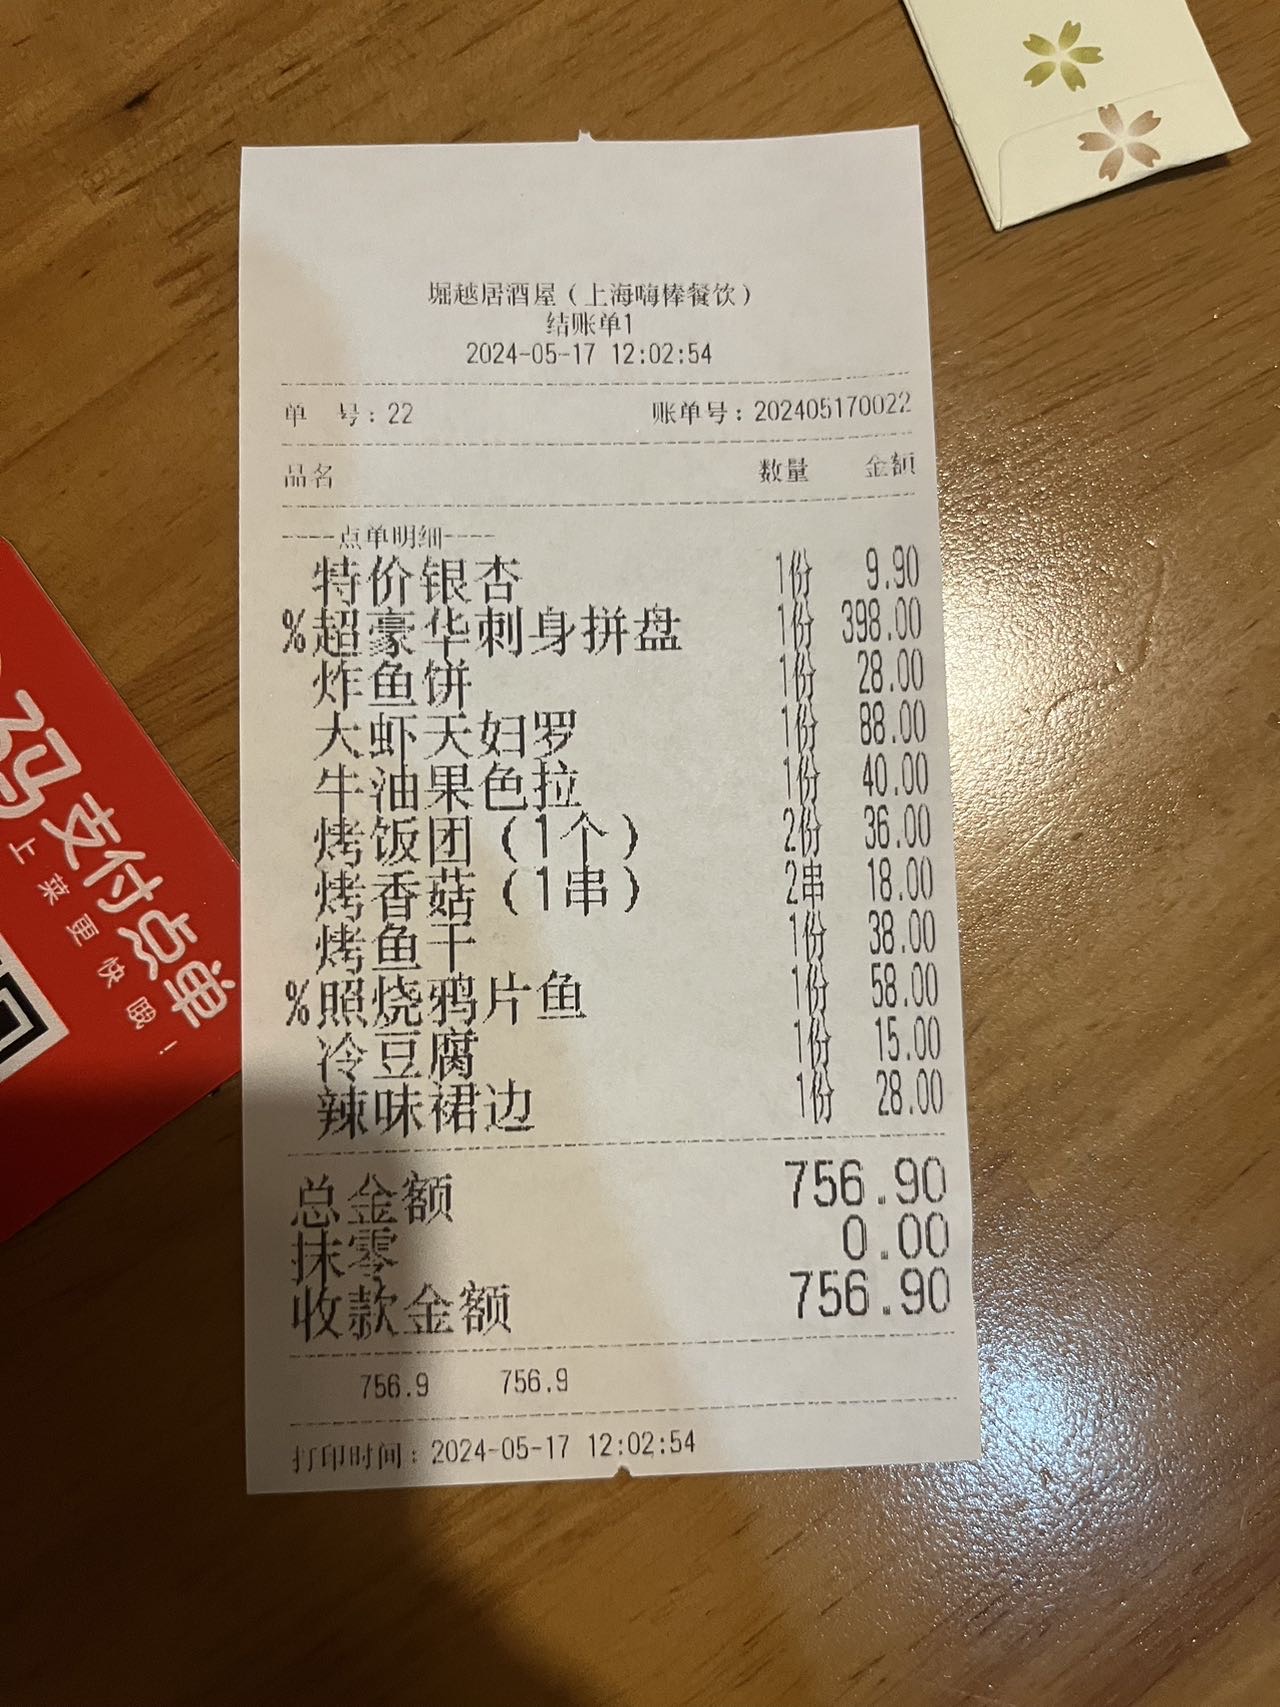 堀越居酒屋（上海嗨棒餐饮）
结账单1
2024-05-17 12:02:54
单 号：22 账单号：202405170022
品名 数量 金额
----点单明细----
特价银杏 1份 9.90
%超豪华刺身拼盘 1份 398.00
炸鱼饼 1份 28.00
大虾天妇罗 1份 88.00
牛油果色拉 1份 40.00
烤饭团（1个） 2份 36.00
烤香菇（1串） 2串 18.00
烤鱼干 1份 38.00
%照烧鸦片鱼 1份 58.00
冷豆腐 1份 15.00
辣味裙边 1份 28.00
总金额 756.90
抹零 0.00
收款金额 756.90
756.9 756.9
打印时间：2024-05-17 12:02:54
码支付点单
上菜更快哦！